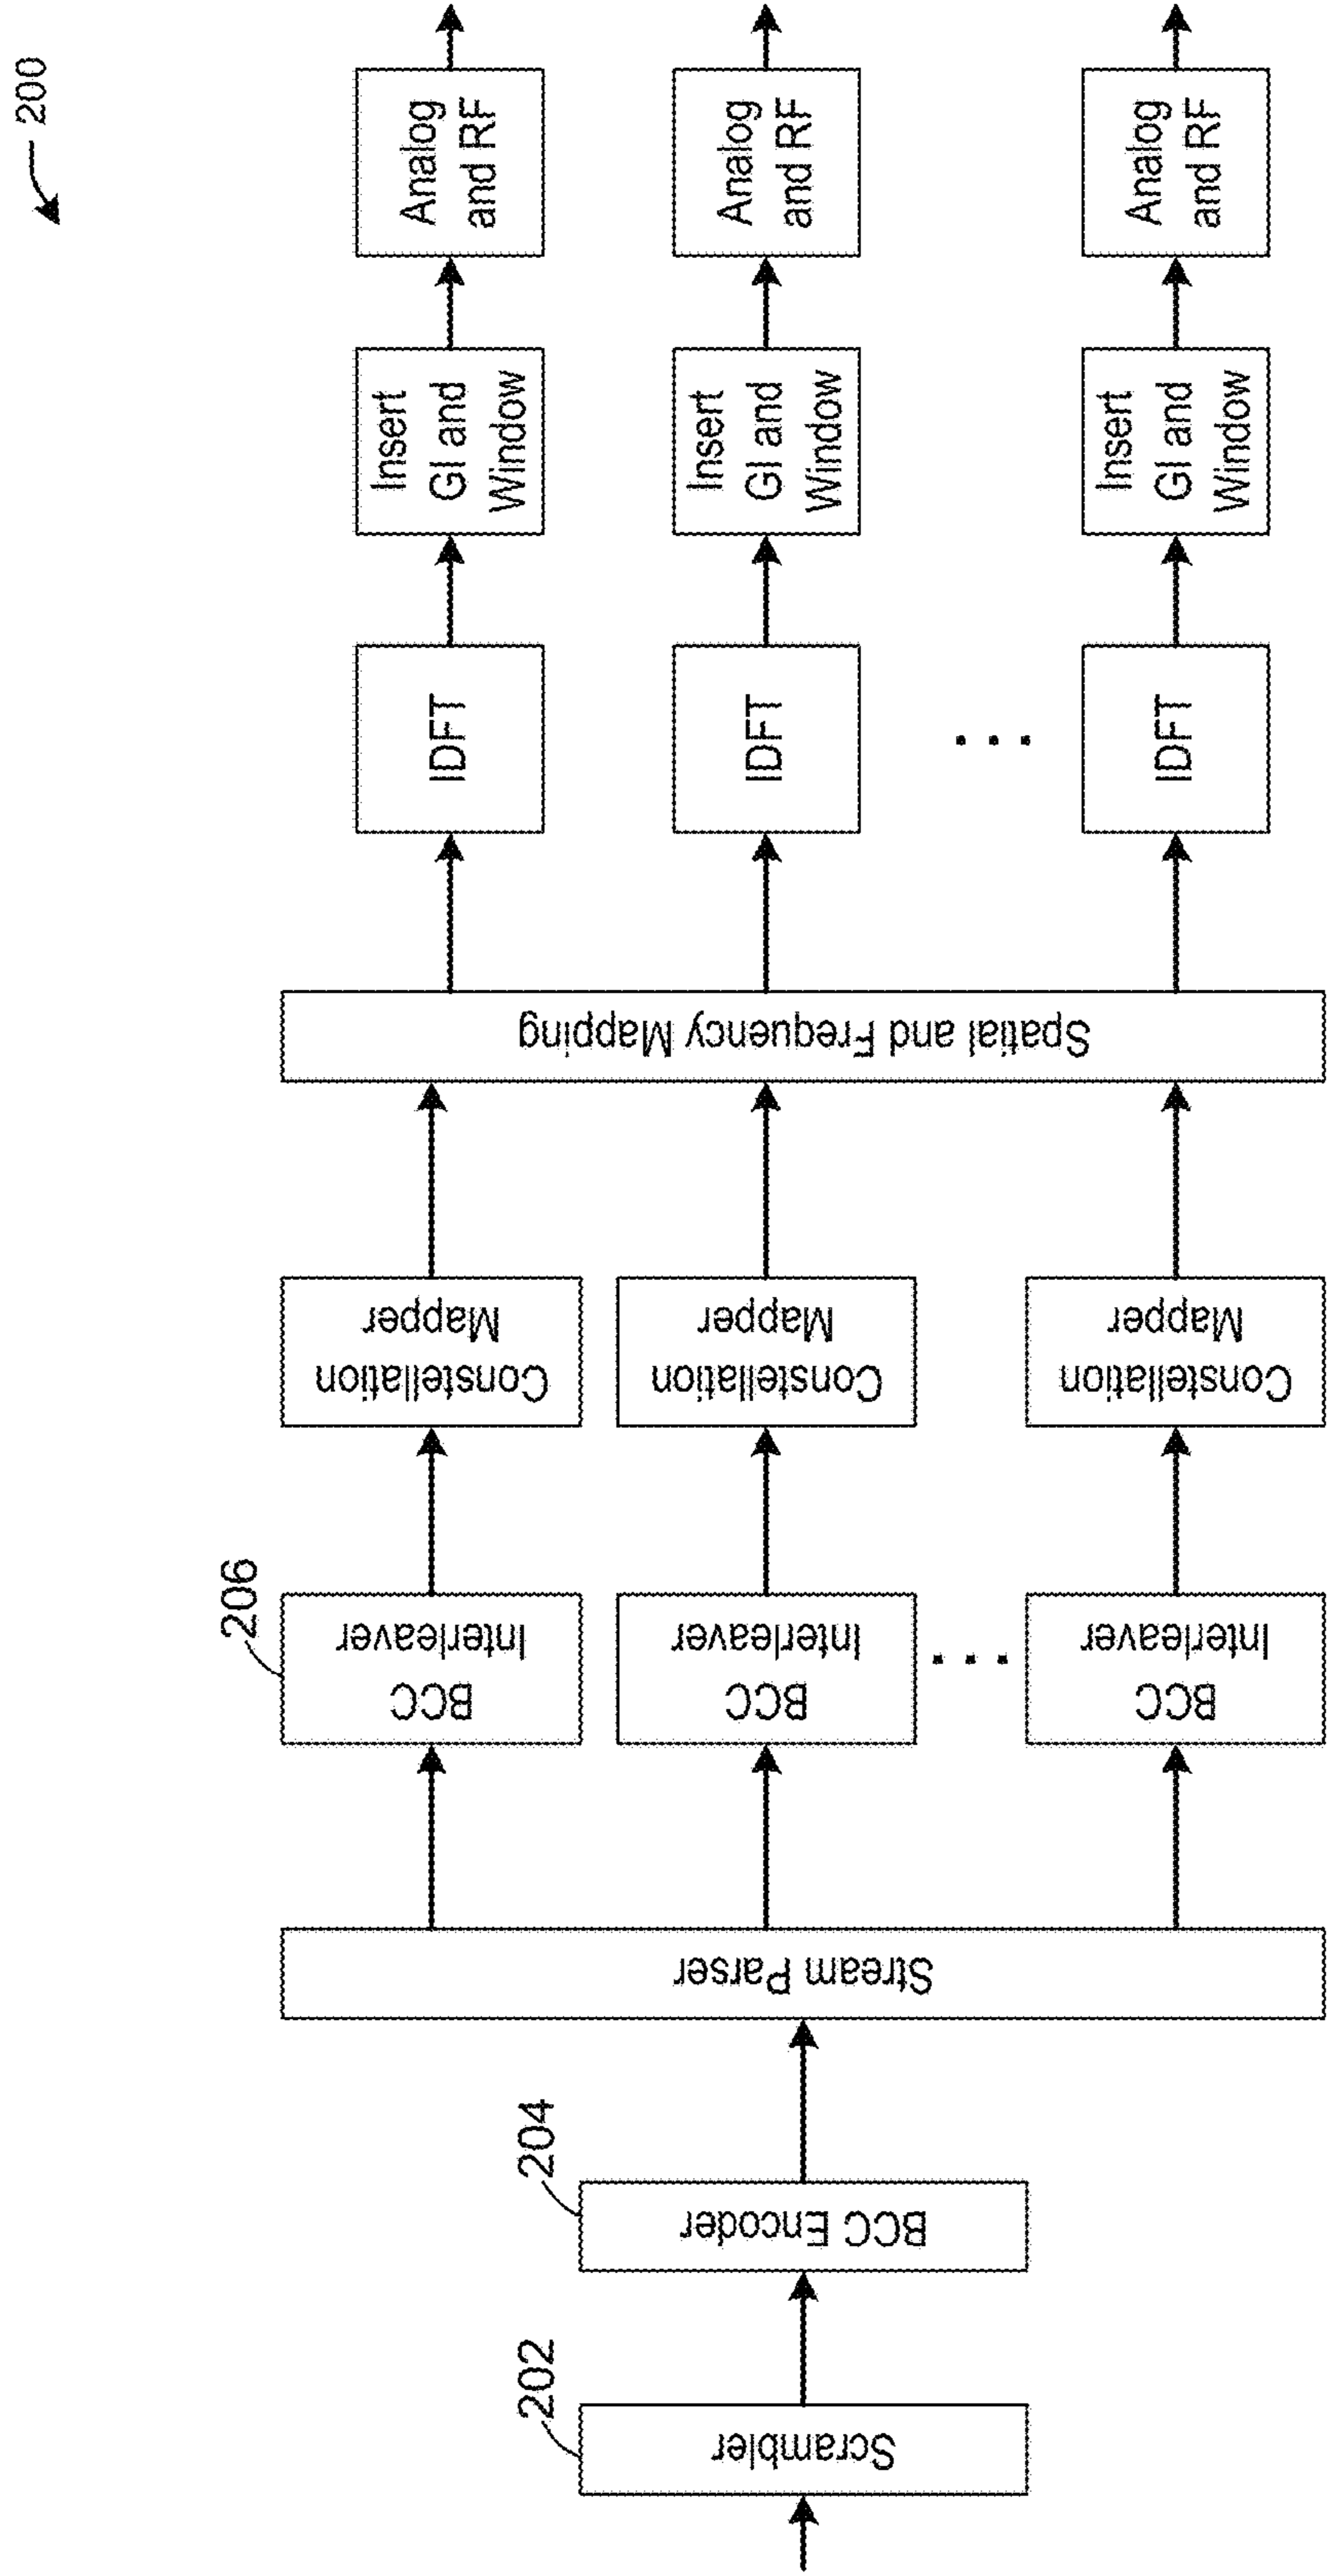 200
202
Scrambler
204
BCC Encoder
Stream Parser
206
BCC
Interleaver
BCC
Interleaver
...
BCC
Interleaver
Constellation
Mapper
Constellation
Mapper
Constellation
Mapper
Spatial and Frequency Mapping
IDFT
IDFT
...
IDFT
Insert
GI and
Window
Insert
GI and
Window
Insert
GI and
Window
Analog
and RF
Analog
and RF
Analog
and RF